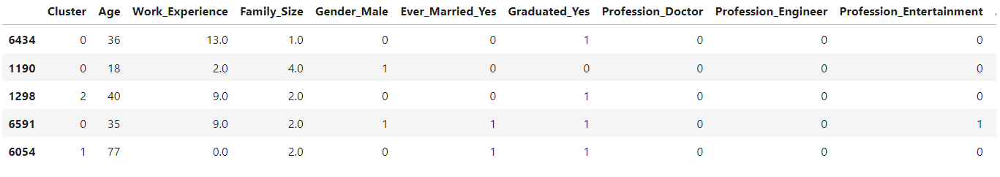 Cluster Age Work_Experience Family_Size Gender_Male Ever_Married_Yes Graduated_Yes Profession_Doctor Profession_Engineer Profession_Entertainment
6434 0 36 13.0 1.0 0 0 1 0 0 0
1190 0 18 2.0 4.0 1 0 0 0 0 0
1298 2 40 9.0 2.0 0 0 1 0 0 0
6591 0 35 9.0 2.0 1 1 1 0 0 1
6054 1 77 0.0 2.0 0 1 1 0 0 0